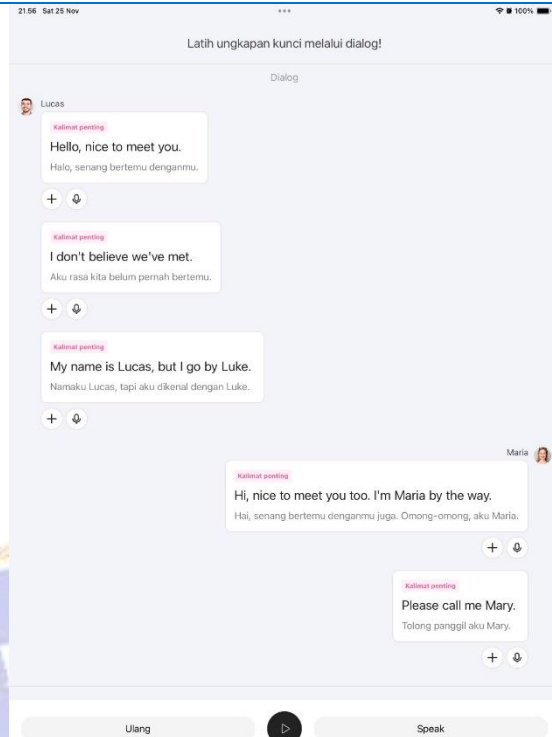 21.56 Sat 25 Nov
100%
Latih ungkapan kunci melalui dialog!
Dialog
Lucas
Kalimat penting
Hello, nice to meet you.
Halo, senang bertemu denganmu.
Kalimat penting
I don't believe we've met.
Aku rasa kita belum pernah bertemu.
Kalimat penting
My name is Lucas, but I go by Luke.
Namaku Lucas, tapi aku dikenal dengan Luke.
Maria
Kalimat penting
Hi, nice to meet you too. I'm Maria by the way.
Hai, senang bertemu denganmu juga. Omong-omong, aku Maria.
Kalimat penting
Please call me Mary.
Tolong panggil aku Mary.
Ulang
Speak